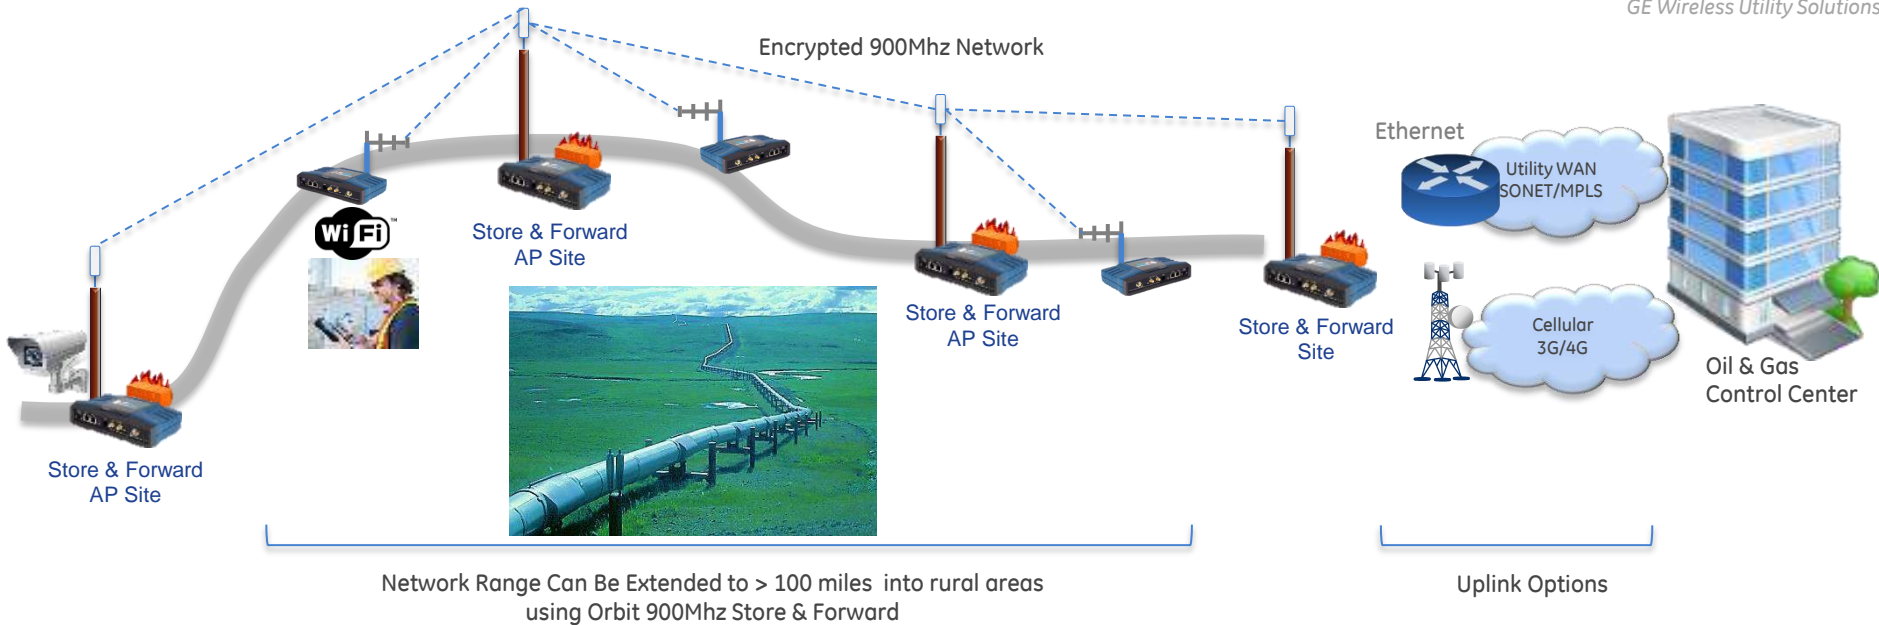 GE Wireless Utility Solutions
Encrypted 900Mhz Network
Ethernet
Utility WAN
SONET/MPLS
WiFi™
Store & Forward
AP Site
Store & Forward
AP Site
Store & Forward
Site
Cellular
3G/4G
Oil & Gas
Control Center
Store & Forward
AP Site
Network Range Can Be Extended to > 100 miles  into rural areas
using Orbit 900Mhz Store & Forward
Uplink Options